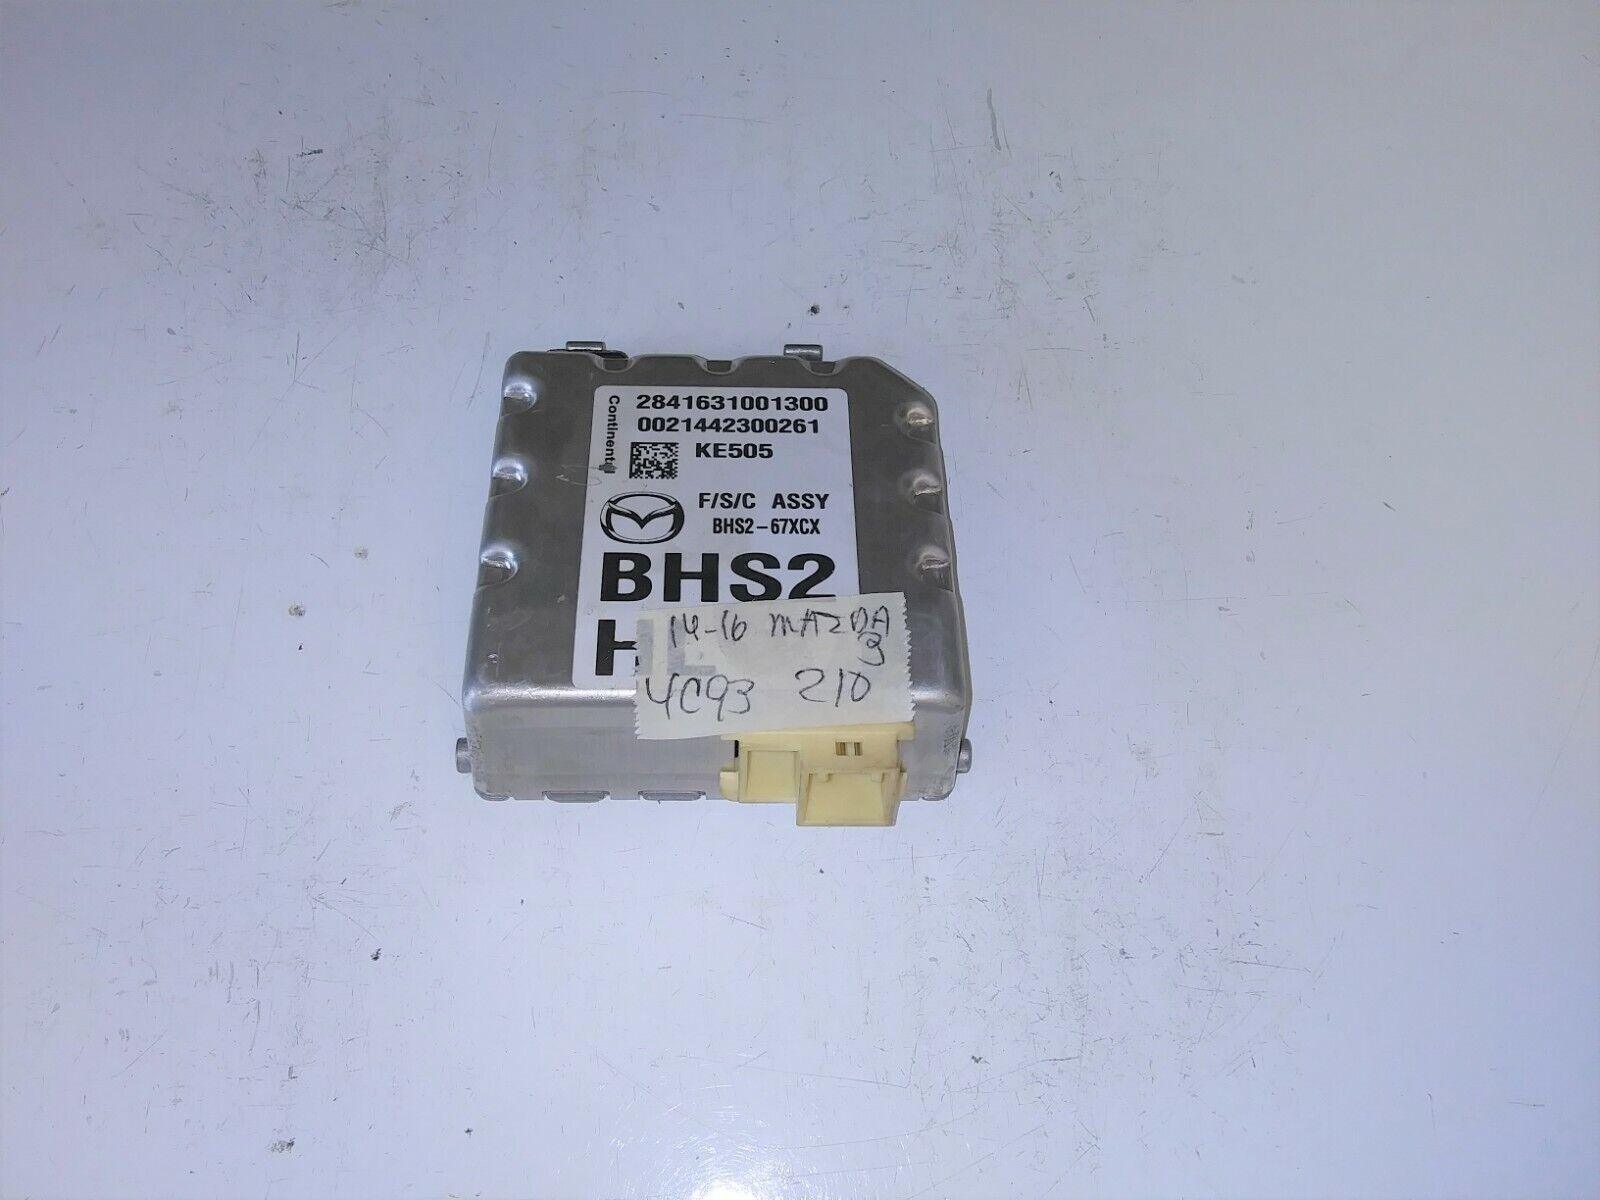 Continental
2841631001300
0021442300261
KE505
F/S/C ASSY
BHS2-67XCX
BHS2
14-16 MAZDA
3
4C93 210